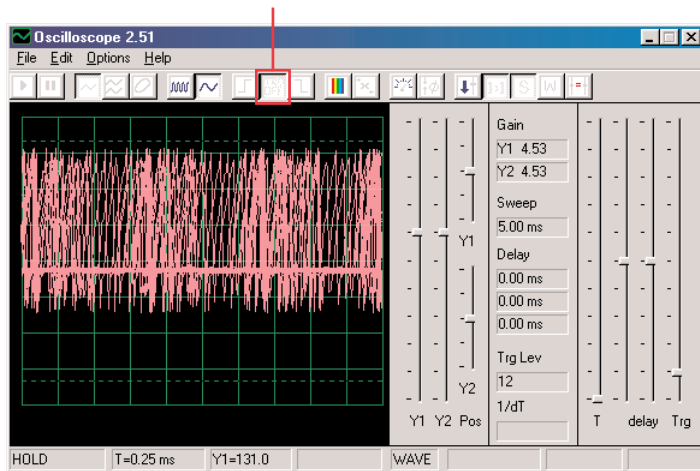 Oscilloscope 2.51
File Edit Options Help
1:1 S W
Gain
Y1 4.53
Y2 4.53
Sweep
5.00 ms
Y1
Delay
0.00 ms
0.00 ms
0.00 ms
Trg Lev
12
Y2
1/dT
Y1 Y2 Pos
T delay Trg
HOLD T=0.25 ms Y1=131.0 WAVE